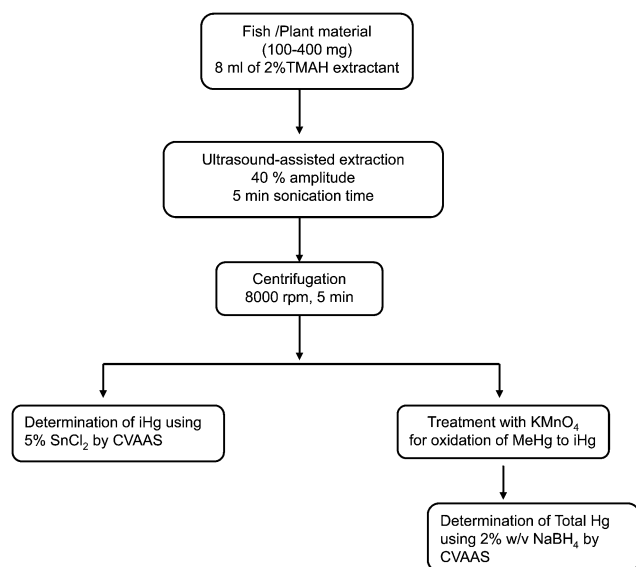 Fish /Plant material
(100-400 mg)
8 ml of 2%TMAH extractant
Ultrasound-assisted extraction
40 % amplitude
5 min sonication time
Centrifugation
8000 rpm, 5 min
Determination of iHg using
5% SnCl₂ by CVAAS
Treatment with KMnO₄
for oxidation of MeHg to iHg
Determination of Total Hg
using 2% w/v NaBH₄ by
CVAAS